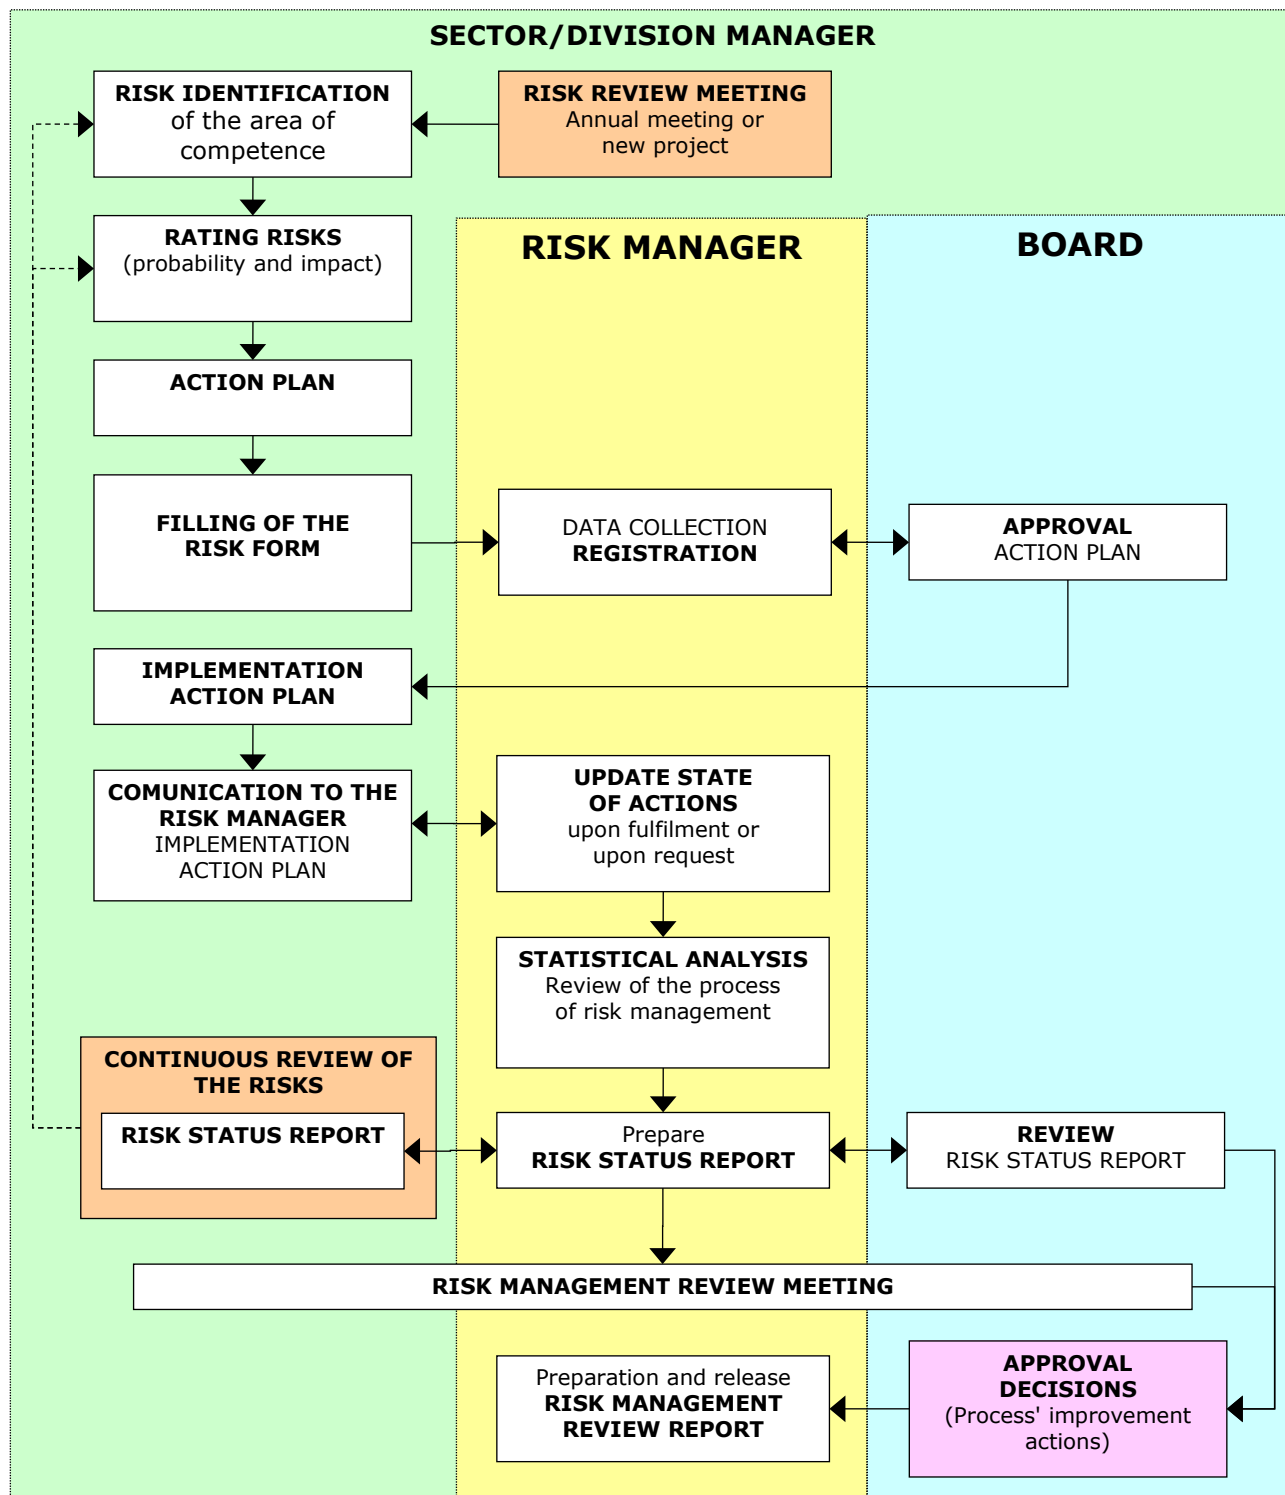 SECTOR/DIVISION MANAGER
RISK IDENTIFICATION
of the area of
competence
RISK REVIEW MEETING
Annual meeting or
new project
RATING RISKS
(probability and impact)
RISK MANAGER
BOARD
ACTION PLAN
FILLING OF THE
RISK FORM
DATA COLLECTION
REGISTRATION
APPROVAL
ACTION PLAN
IMPLEMENTATION
ACTION PLAN
COMUNICATION TO THE
RISK MANAGER
IMPLEMENTATION
ACTION PLAN
UPDATE STATE
OF ACTIONS
upon fulfilment or
upon request
STATISTICAL ANALYSIS
Review of the process
of risk management
CONTINUOUS REVIEW OF
THE RISKS
RISK STATUS REPORT
Prepare
RISK STATUS REPORT
REVIEW
RISK STATUS REPORT
RISK MANAGEMENT REVIEW MEETING
Preparation and release
RISK MANAGEMENT
REVIEW REPORT
APPROVAL
DECISIONS
(Process' improvement
actions)